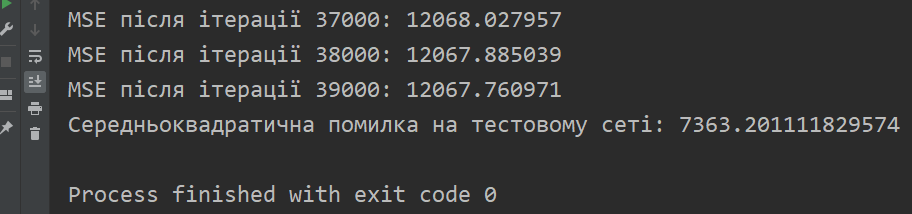 MSE після ітерації 37000: 12068.027957
MSE після ітерації 38000: 12067.885039
MSE після ітерації 39000: 12067.760971
Середньоквадратична помилка на тестовому сеті: 7363.201111829574
Process finished with exit code 0